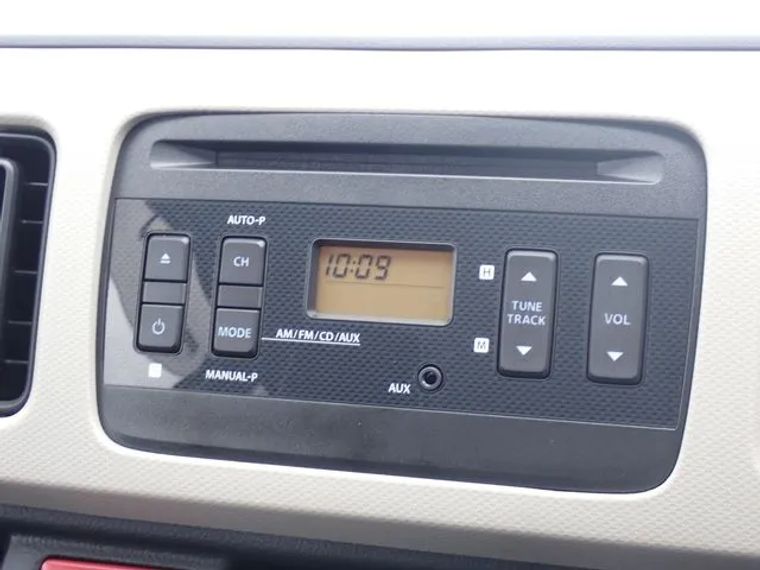 AUTO-P
CH
10:09
H
TUNE
TRACK
VOL
MODE
AM/FM/CD/AUX
M
MANUAL-P
AUX